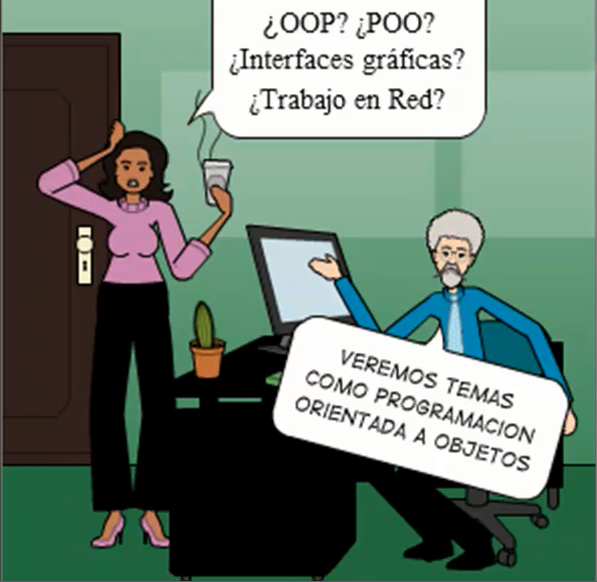 ¿OOP? ¿POO?
¿Interfaces gráficas?
¿Trabajo en Red?
VEREMOS TEMAS
COMO PROGRAMACION
ORIENTADA A OBJETOS